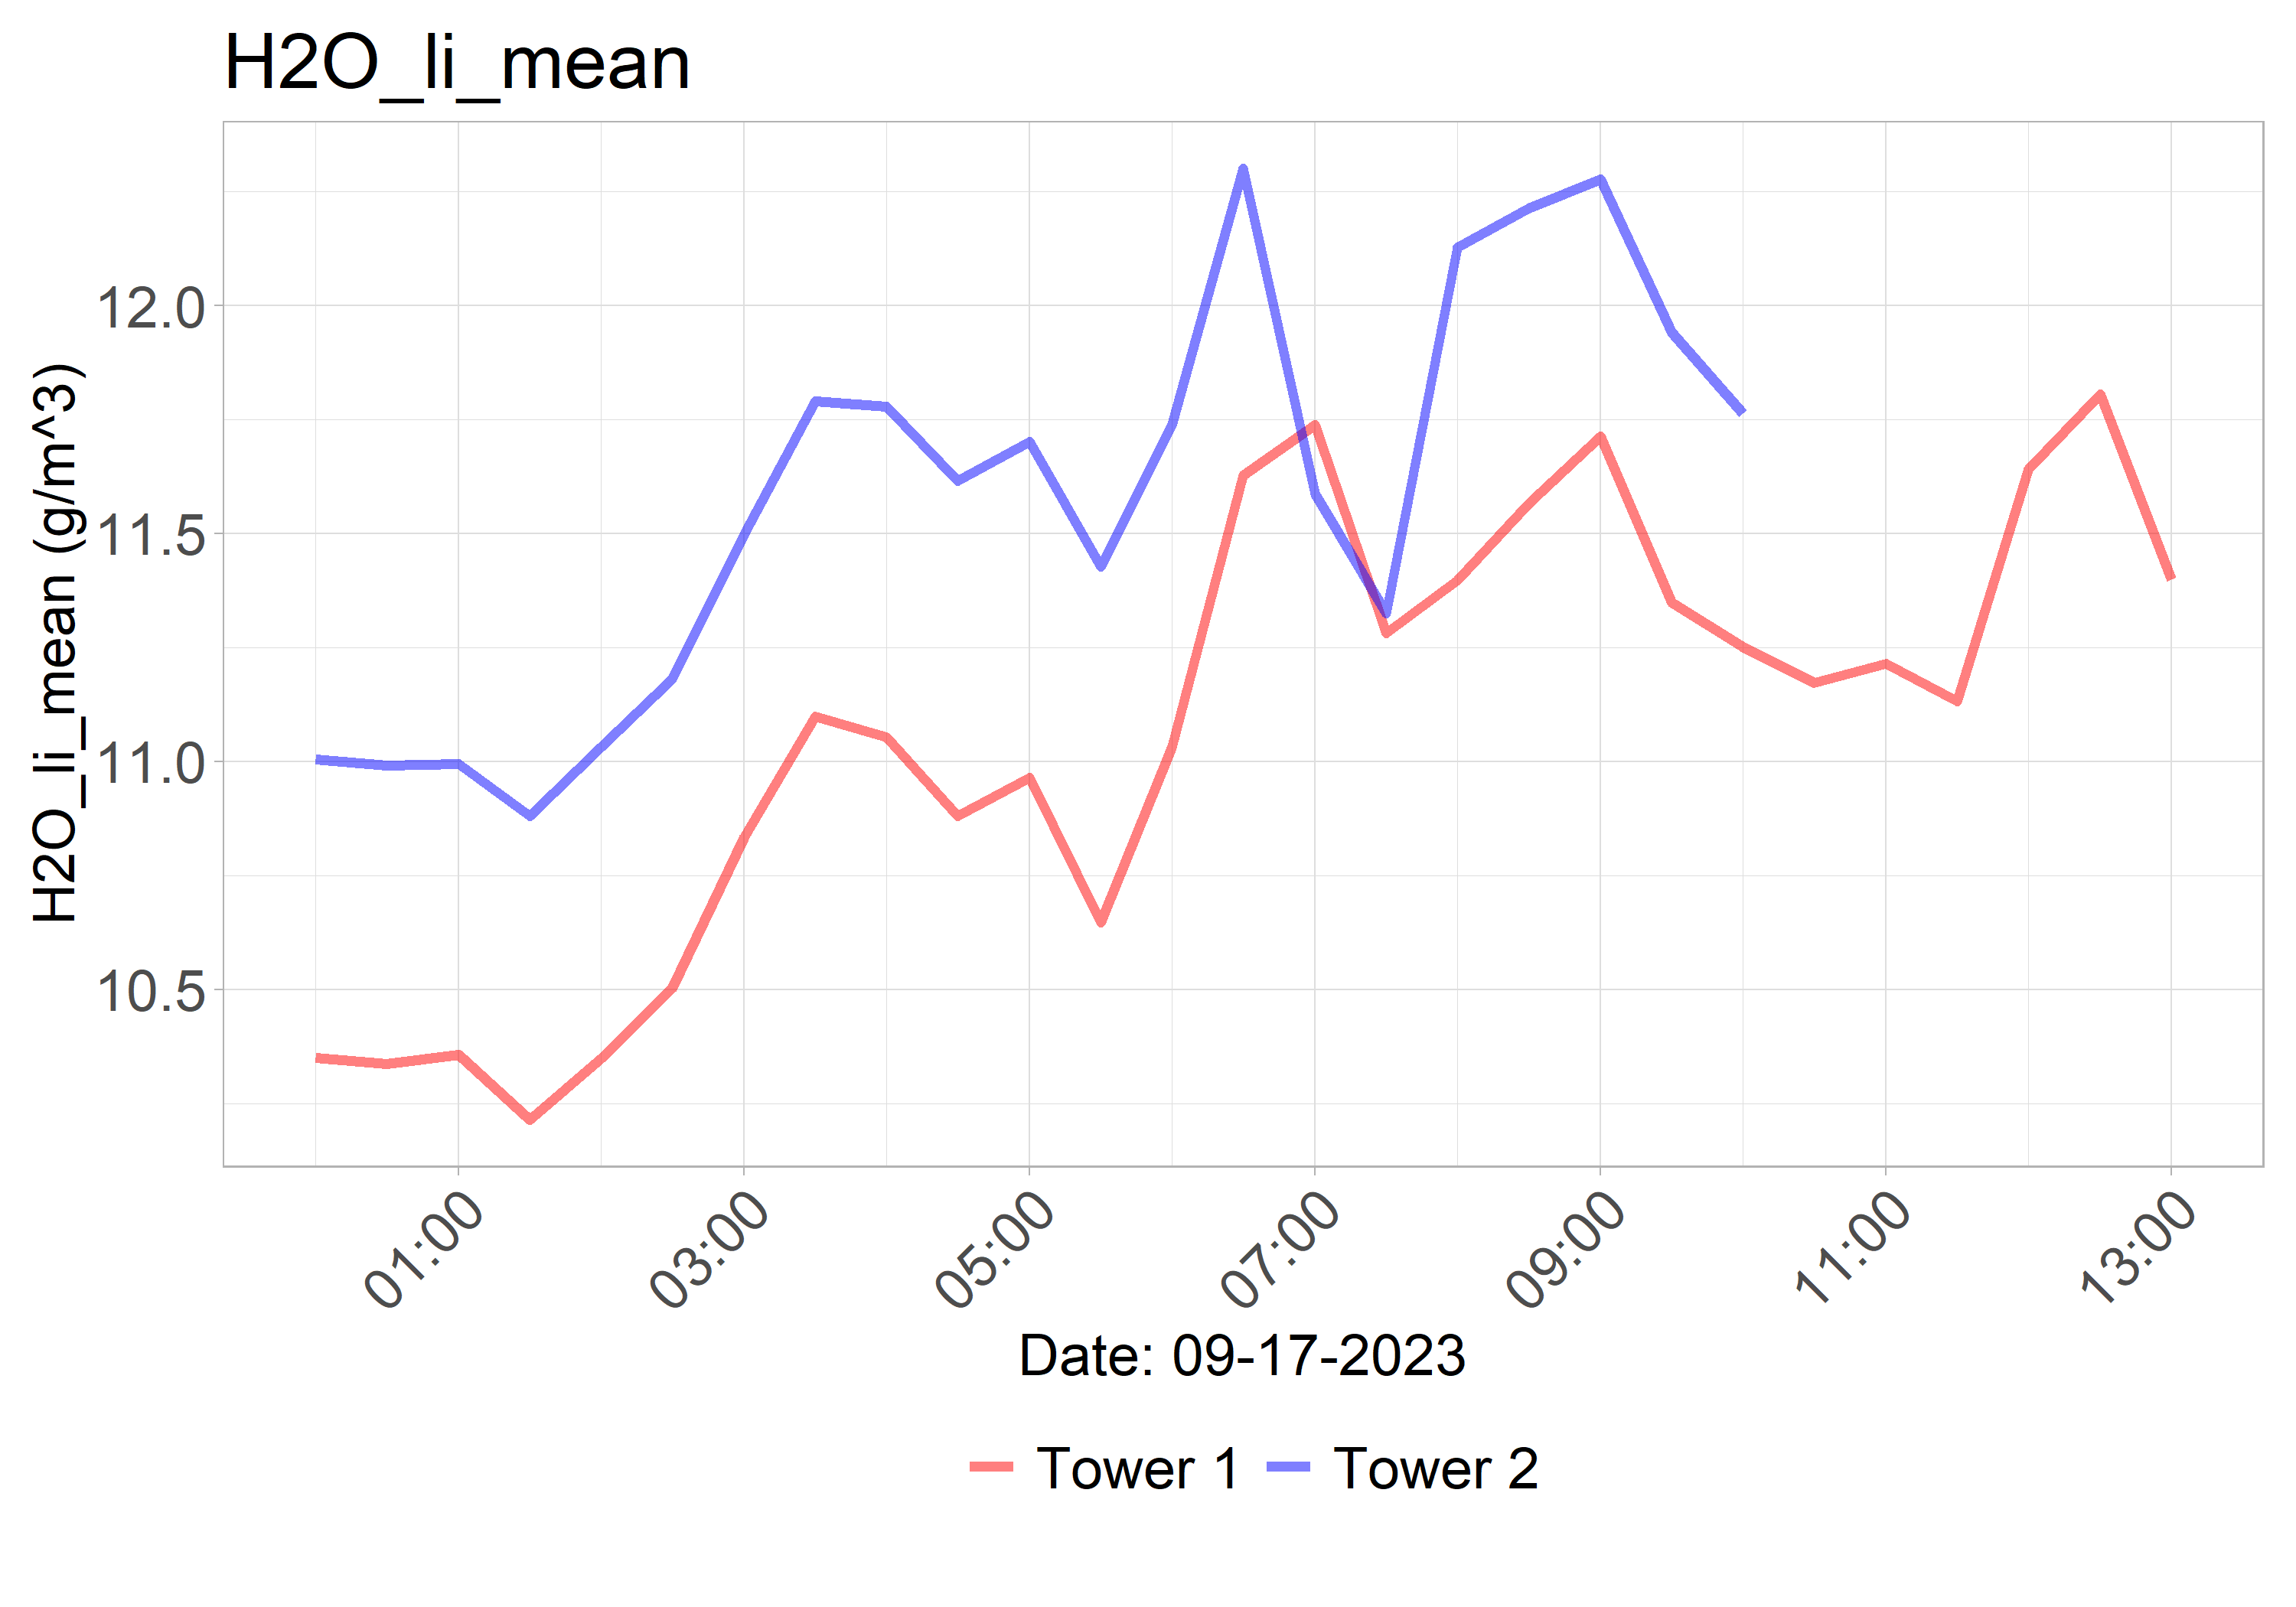 H2O_li_mean
H2O_li_mean (g/m^3)
12.0
11.5
11.0
10.5
01:00
03:00
05:00
07:00
09:00
11:00
13:00
Date: 09-17-2023
Tower 1
Tower 2